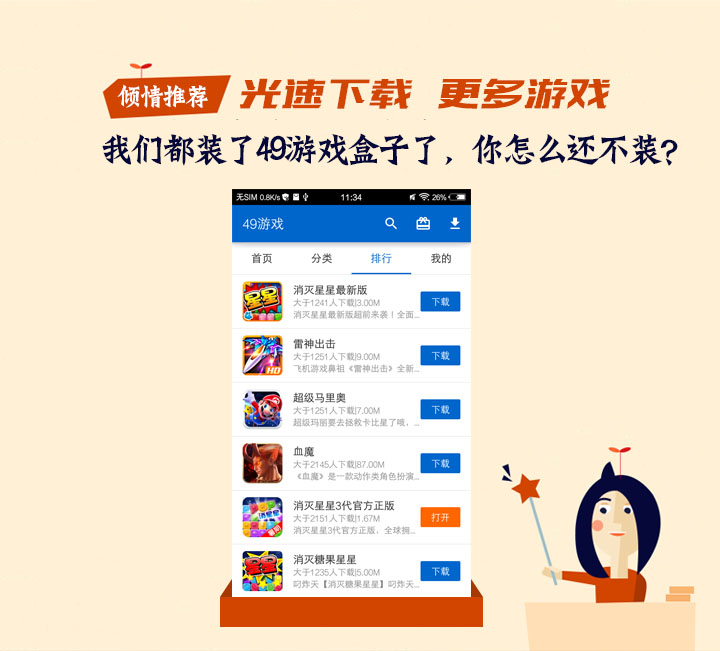 倾情推荐
光速下载 更多游戏
我们都装了49游戏盒子了，你怎么还不装?
无SIM 0.8K/s 11:34 26%
49游戏
首页 分类 排行 我的
消灭星星最新版
大于1241人下载|3.00M
消灭星星最新版超前来袭！全面...
下载
雷神出击
大于1251人下载|9.00M
飞机游戏鼻祖《雷神出击》全新...
下载
HD
超级马里奥
大于1251人下载|7.00M
超级玛丽要去拯救卡比星了哦，...
下载
血魔
大于2145人下载|87.00M
《血魔》是一款动作类角色扮演...
下载
消灭星星3代官方正版
大于2151人下载|1.67M
消灭星星3代官方正版，全球拥...
打开
消灭糖果星星
大于1235人下载|5.00M
叼炸天【消灭糖果星星】叼炸天...
下载
星星